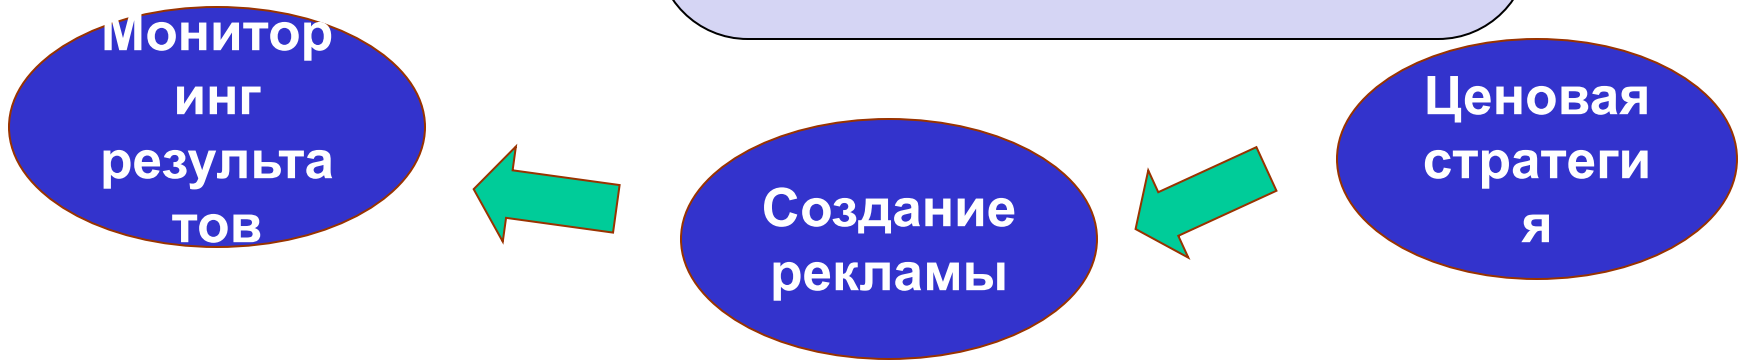 Монитор
инг
результа
тов
Создание
рекламы
Ценовая
стратеги
я